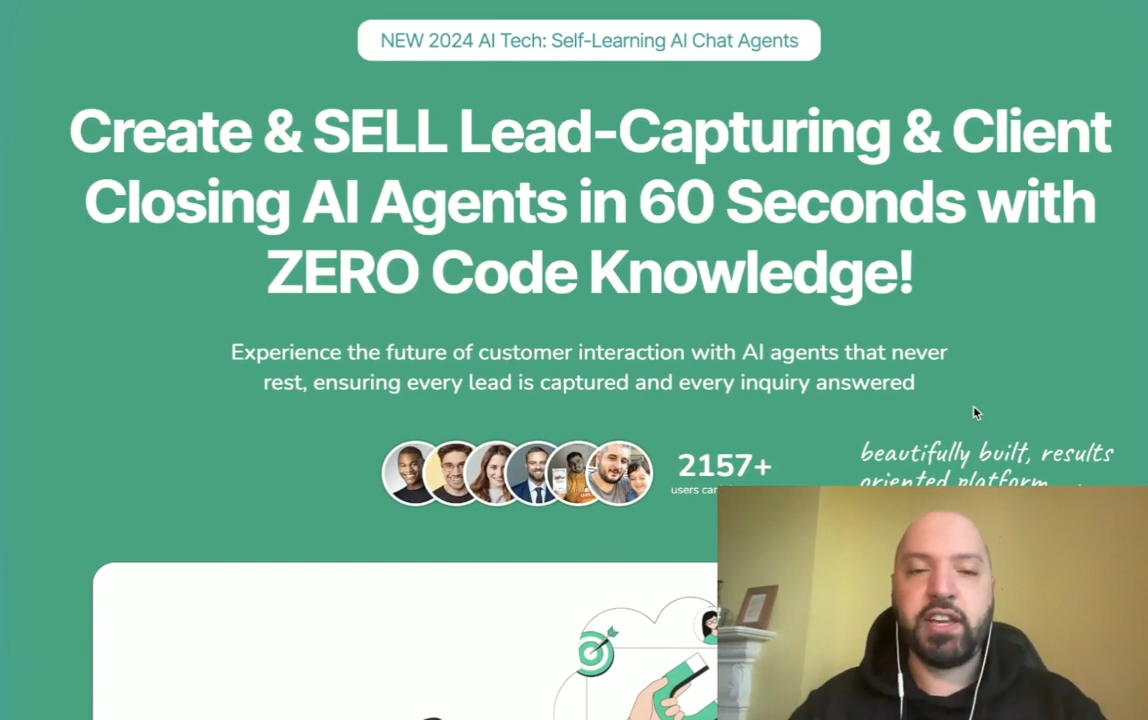 NEW 2024 AI Tech: Self-Learning AI Chat Agents
Create & SELL Lead-Capturing & Client
Closing AI Agents in 60 Seconds with
ZERO Code Knowledge!
Experience the future of customer interaction with AI agents that never
rest, ensuring every lead is captured and every inquiry answered
2157+
users
beautifully built, results
oriented platform